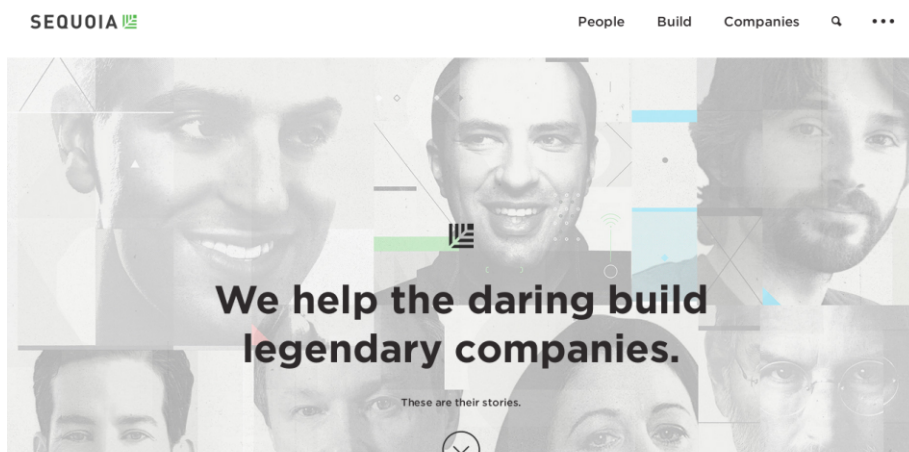 SEQUOIA
People Build Companies
We help the daring build
legendary companies.
These are their stories.